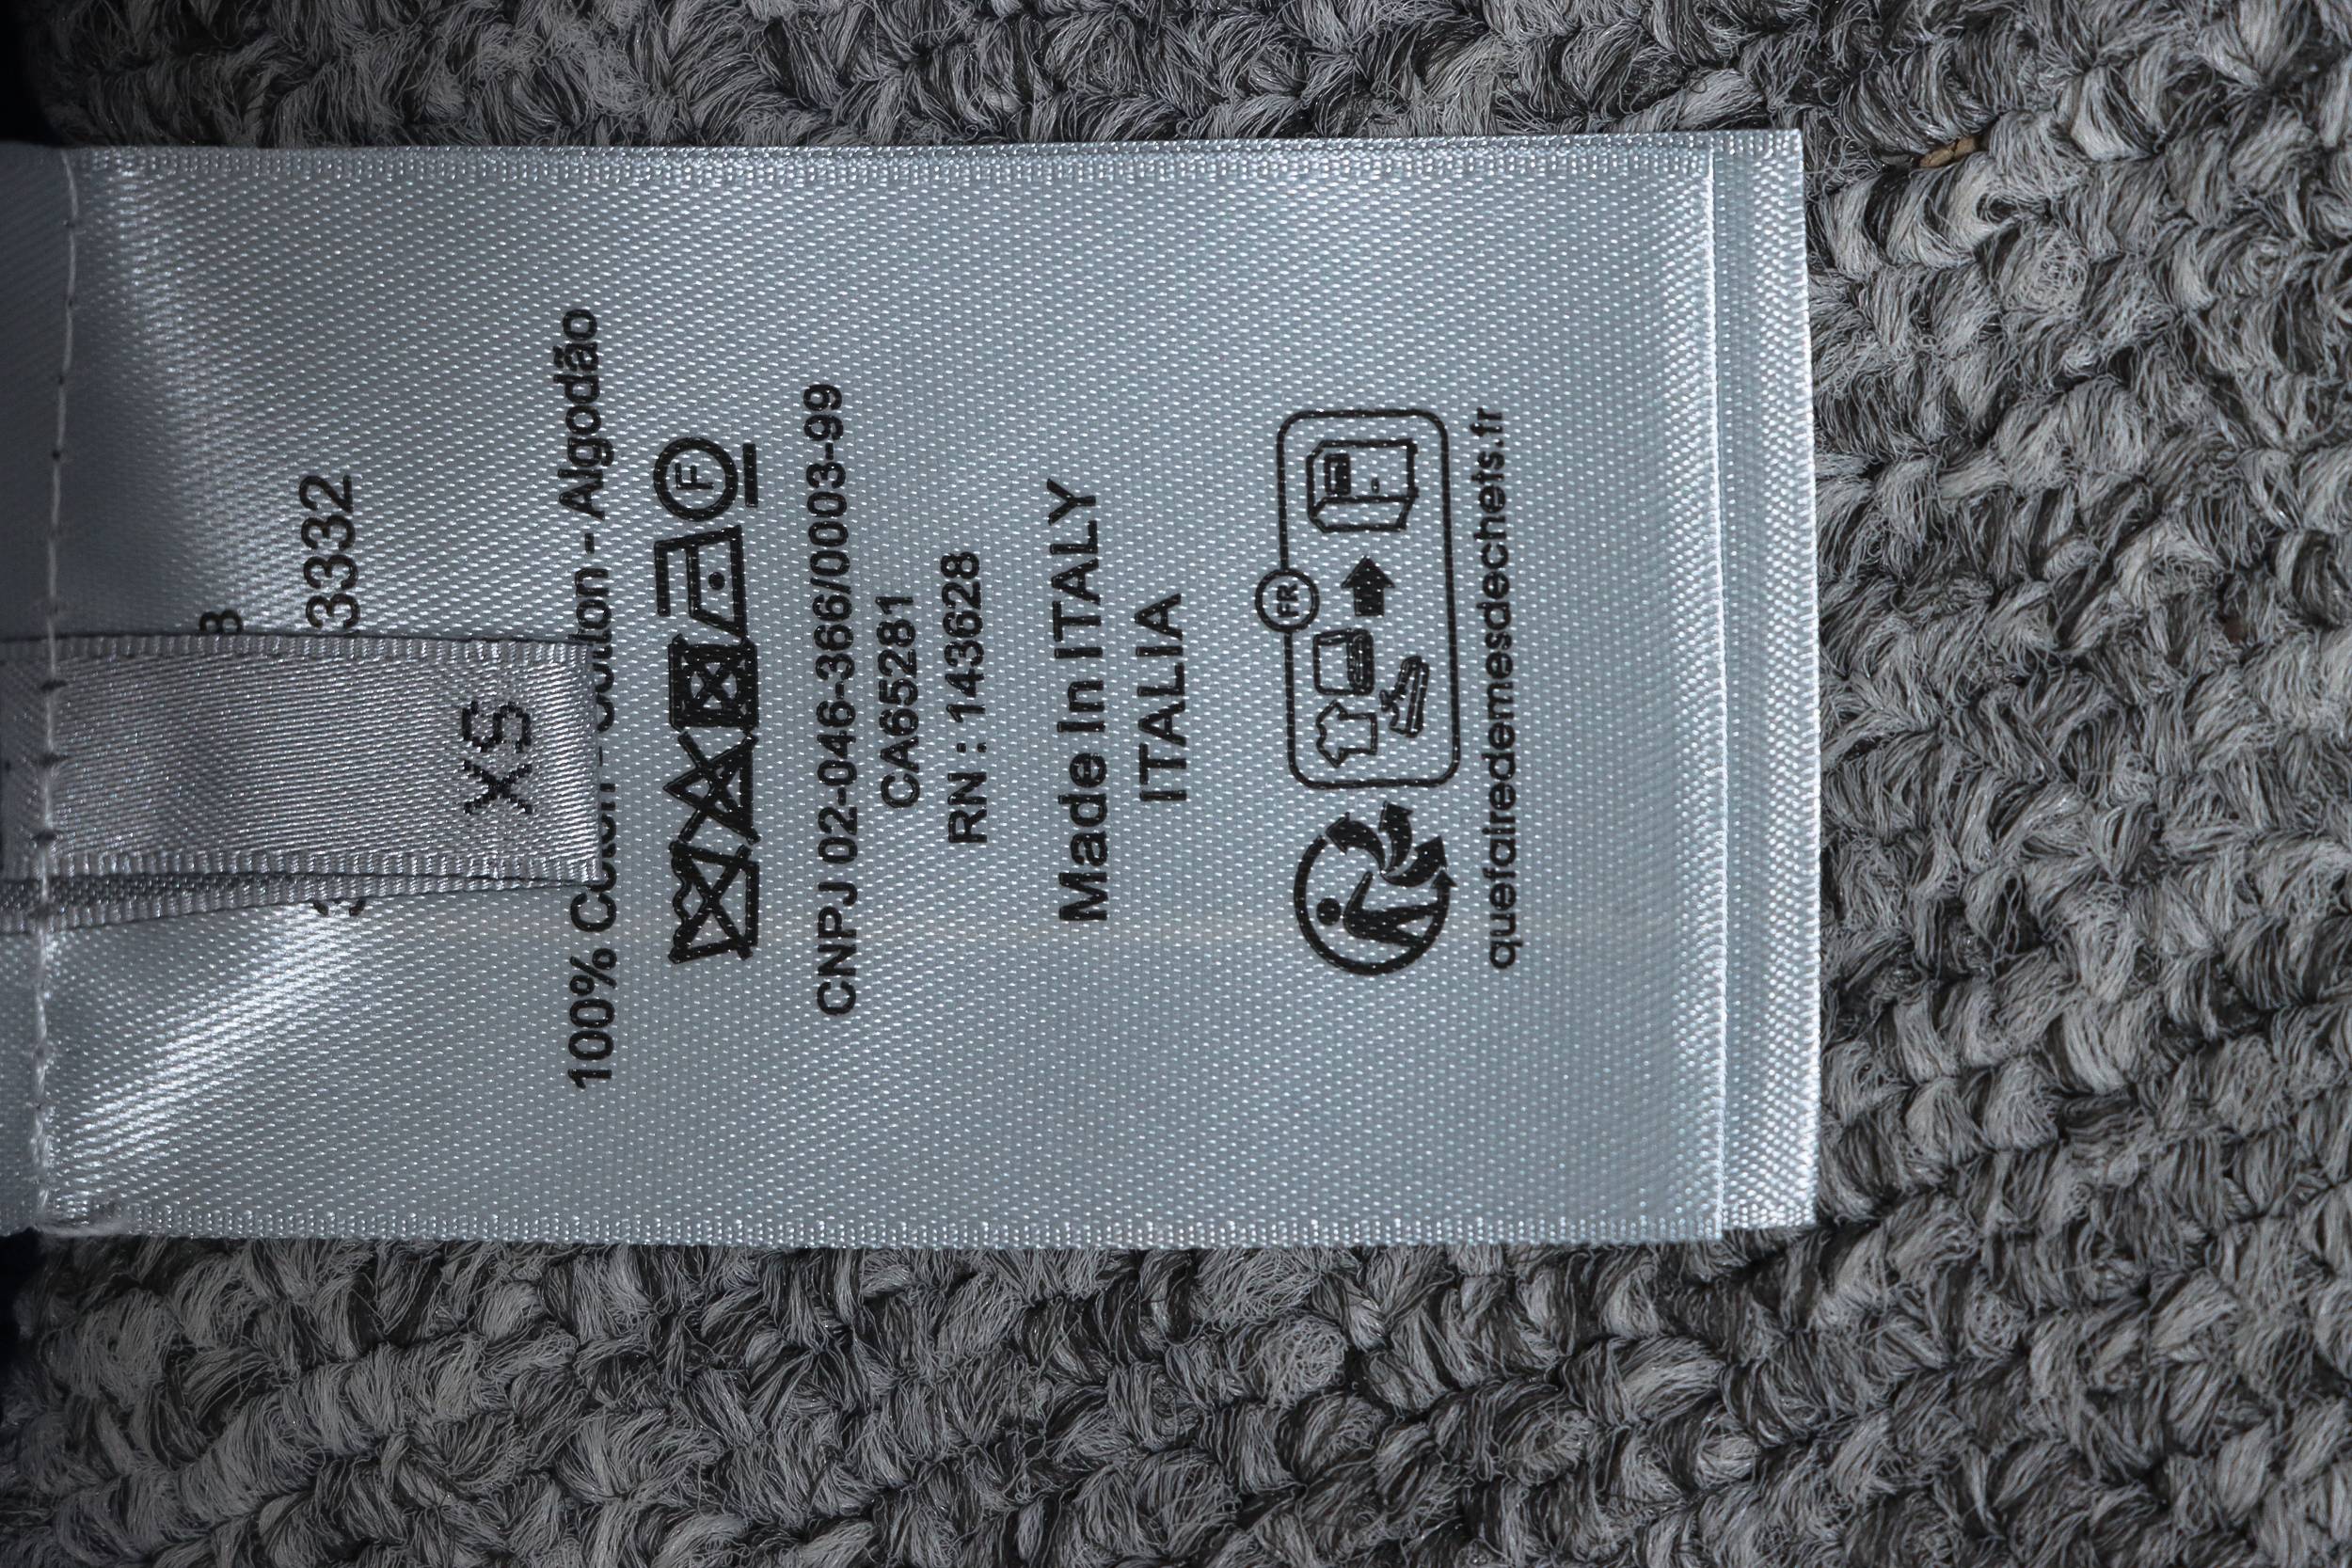 3332
XS
100% Coton - Cotton - Algodão
F
CNPJ 02-046-366/0003-99
CA65281
RN : 143628
Made In ITALY
ITALIA
FR
quefairedemesdechets.fr